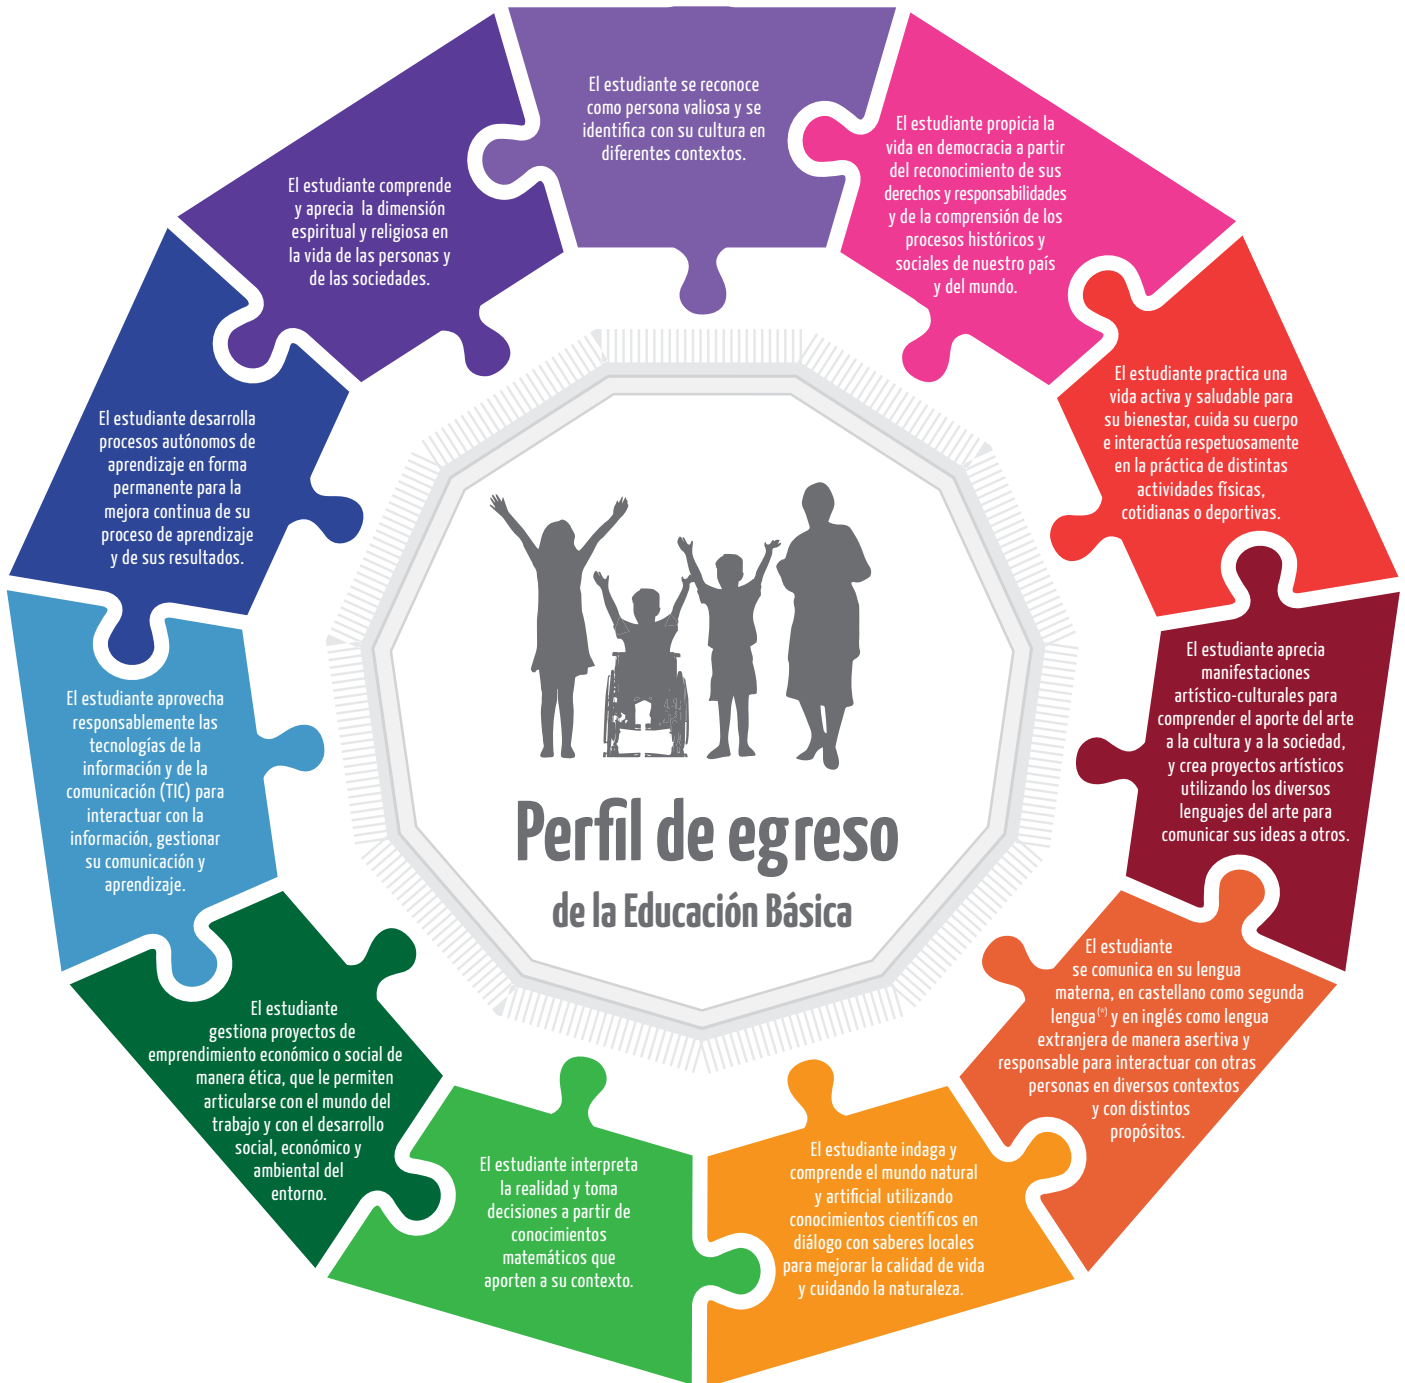 El estudiante se reconoce
como persona valiosa y se
identifica con su cultura en
diferentes contextos.
El estudiante propicia la
vida en democracia a partir
del reconocimiento de sus
derechos y responsabilidades
y de la comprensión de los
procesos históricos y
sociales de nuestro país
y del mundo.
El estudiante practica una
vida activa y saludable para
su bienestar, cuida su cuerpo
e interactúa respetuosamente
en la práctica de distintas
actividades físicas,
cotidianas o deportivas.
El estudiante aprecia
manifestaciones
artístico-culturales para
comprender el aporte del arte
a la cultura y a la sociedad,
y crea proyectos artísticos
utilizando los diversos
lenguajes del arte para
comunicar sus ideas a otros.
El estudiante
se comunica en su lengua
materna, en castellano como segunda
lengua(*) y en inglés como lengua
extranjera de manera asertiva y
responsable para interactuar con otras
personas en diversos contextos
y con distintos
propósitos.
El estudiante indaga y
comprende el mundo natural
y artificial utilizando
conocimientos científicos en
diálogo con saberes locales
para mejorar la calidad de vida
y cuidando la naturaleza.
El estudiante interpreta
la realidad y toma
decisiones a partir de
conocimientos
matemáticos que
aporten a su contexto.
El estudiante
gestiona proyectos de
emprendimiento económico o social de
manera ética, que le permiten
articularse con el mundo del
trabajo y con el desarrollo
social, económico y
ambiental del
entorno.
El estudiante aprovecha
responsablemente las
tecnologías de la
información y de la
comunicación (TIC) para
interactuar con la
información, gestionar
su comunicación y
aprendizaje.
El estudiante desarrolla
procesos autónomos de
aprendizaje en forma
permanente para la
mejora continua de su
proceso de aprendizaje
y de sus resultados.
El estudiante comprende
y aprecia la dimensión
espiritual y religiosa en
la vida de las personas y
de las sociedades.
Perfil de egreso
de la Educación Básica